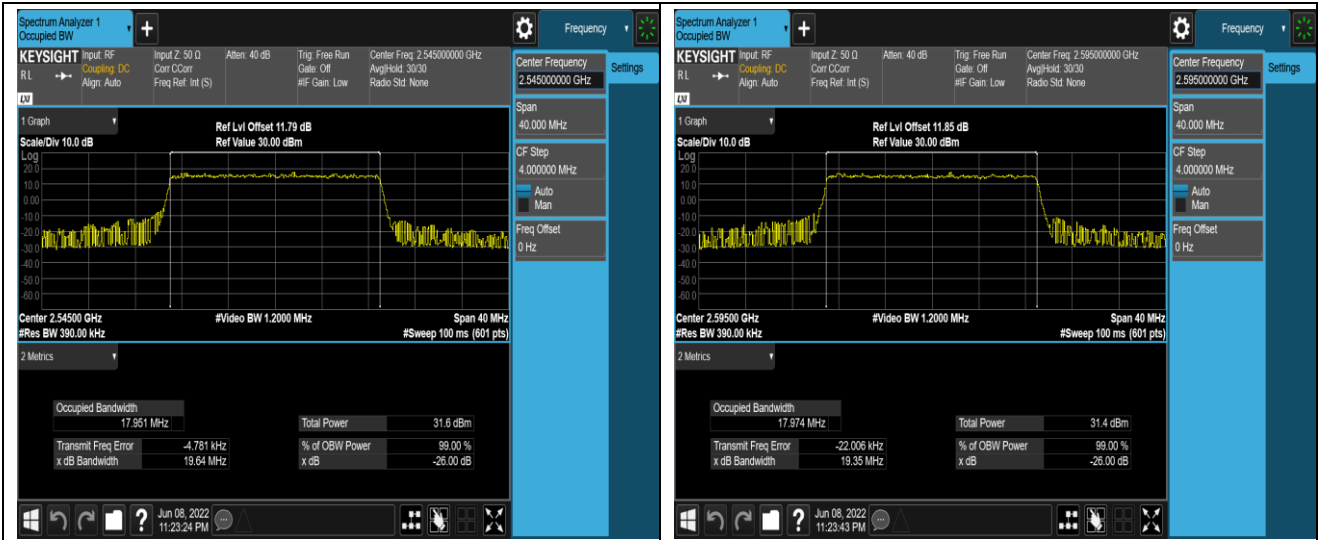 Spectrum Analyzer 1
Occupied BW
Frequency
KEYSIGHT
RL
LXI
Input: RF
Coupling: DC
Align: Auto
Input Z: 50 Ω
Corr CCorr
Freq Ref: Int (S)
Atten: 40 dB
Trig: Free Run
Gate: Off
#IF Gain: Low
Center Freq: 2.545000000 GHz
Avg|Hold: 30/30
Radio Std: None
Center Frequency
2.545000000 GHz
Settings
Span
40.000 MHz
CF Step
4.000000 MHz
Auto
Man
Freq Offset
0 Hz
1 Graph
Scale/Div 10.0 dB
Ref Lvl Offset 11.79 dB
Ref Value 30.00 dBm
Log
20.0
10.0
0.00
-10.0
-20.0
-30.0
-40.0
-50.0
-60.0
Center 2.54500 GHz
#Res BW 390.00 kHz
#Video BW 1.2000 MHz
Span 40 MHz
#Sweep 100 ms (601 pts)
2 Metrics
Occupied Bandwidth
17.951 MHz
Transmit Freq Error -4.781 kHz
x dB Bandwidth 19.64 MHz
Total Power 31.6 dBm
% of OBW Power 99.00 %
x dB -26.00 dB
?
Jun 08, 2022
11:23:24 PM
Spectrum Analyzer 1
Occupied BW
Frequency
KEYSIGHT
RL
LXI
Input: RF
Coupling: DC
Align: Auto
Input Z: 50 Ω
Corr CCorr
Freq Ref: Int (S)
Atten: 40 dB
Trig: Free Run
Gate: Off
#IF Gain: Low
Center Freq: 2.595000000 GHz
Avg|Hold: 30/30
Radio Std: None
Center Frequency
2.595000000 GHz
Settings
Span
40.000 MHz
CF Step
4.000000 MHz
Auto
Man
Freq Offset
0 Hz
1 Graph
Scale/Div 10.0 dB
Ref Lvl Offset 11.85 dB
Ref Value 30.00 dBm
Log
20.0
10.0
0.00
-10.0
-20.0
-30.0
-40.0
-50.0
-60.0
Center 2.59500 GHz
#Res BW 390.00 kHz
#Video BW 1.2000 MHz
Span 40 MHz
#Sweep 100 ms (601 pts)
2 Metrics
Occupied Bandwidth
17.974 MHz
Transmit Freq Error -22.006 kHz
x dB Bandwidth 19.35 MHz
Total Power 31.4 dBm
% of OBW Power 99.00 %
x dB -26.00 dB
?
Jun 08, 2022
11:23:43 PM